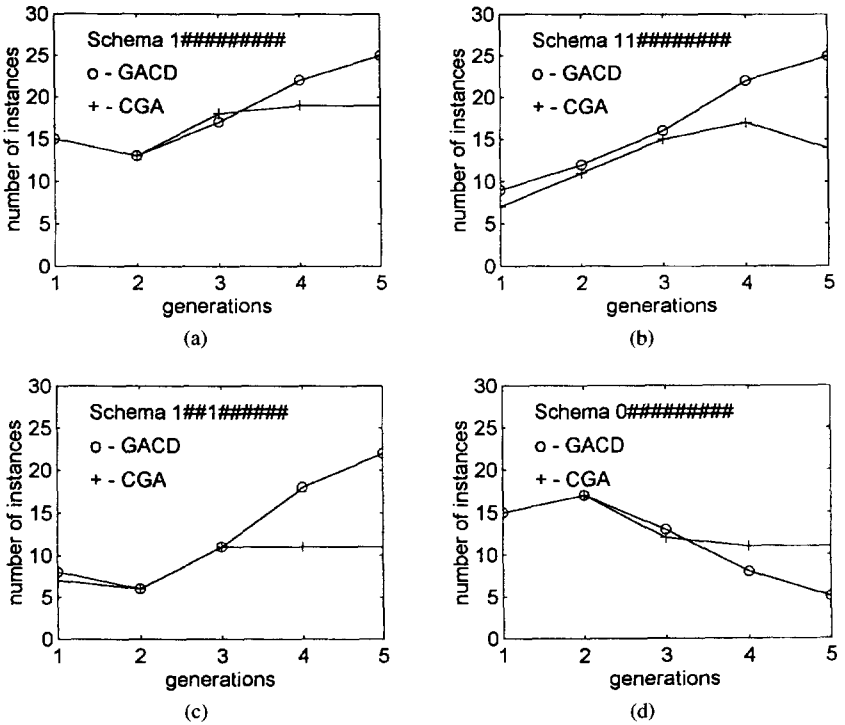 30
25
20
15
10
5
0
number of instances
Schema 1#########
o - GACD
+ - CGA
1 2 3 4 5
generations
(a)
30
25
20
15
10
5
0
number of instances
Schema 11########
o - GACD
+ - CGA
1 2 3 4 5
generations
(b)
30
25
20
15
10
5
0
number of instances
Schema 1##1######
o - GACD
+ - CGA
1 2 3 4 5
generations
(c)
30
25
20
15
10
5
0
number of instances
Schema 0#########
o - GACD
+ - CGA
1 2 3 4 5
generations
(d)